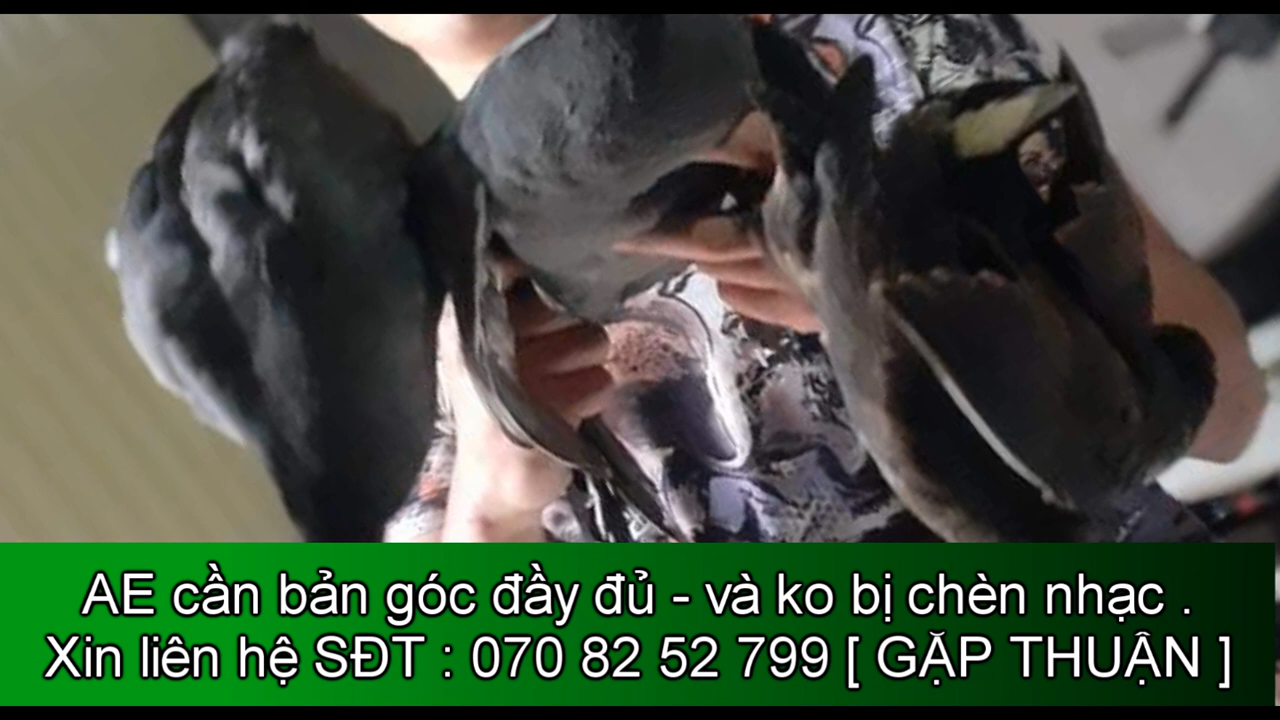 AE cần bản góc đầy đủ - và ko bị chèn nhạc .
Xin liên hệ SĐT : 070 82 52 799 [ GẶP THUẬN ]